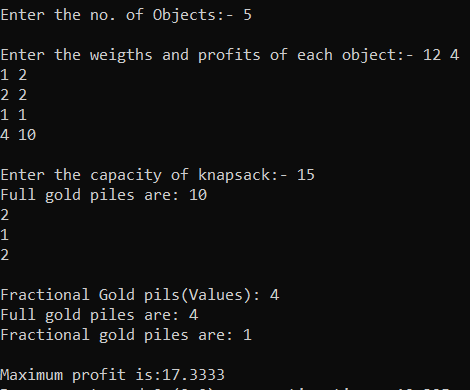 Enter the no. of Objects:- 5
Enter the weigths and profits of each object:- 12 4
1 2
2 2
1 1
4 10
Enter the capacity of knapsack:- 15
Full gold piles are: 10
2
1
2
Fractional Gold pils(Values): 4
Full gold piles are: 4
Fractional gold piles are: 1
Maximum profit is:17.3333